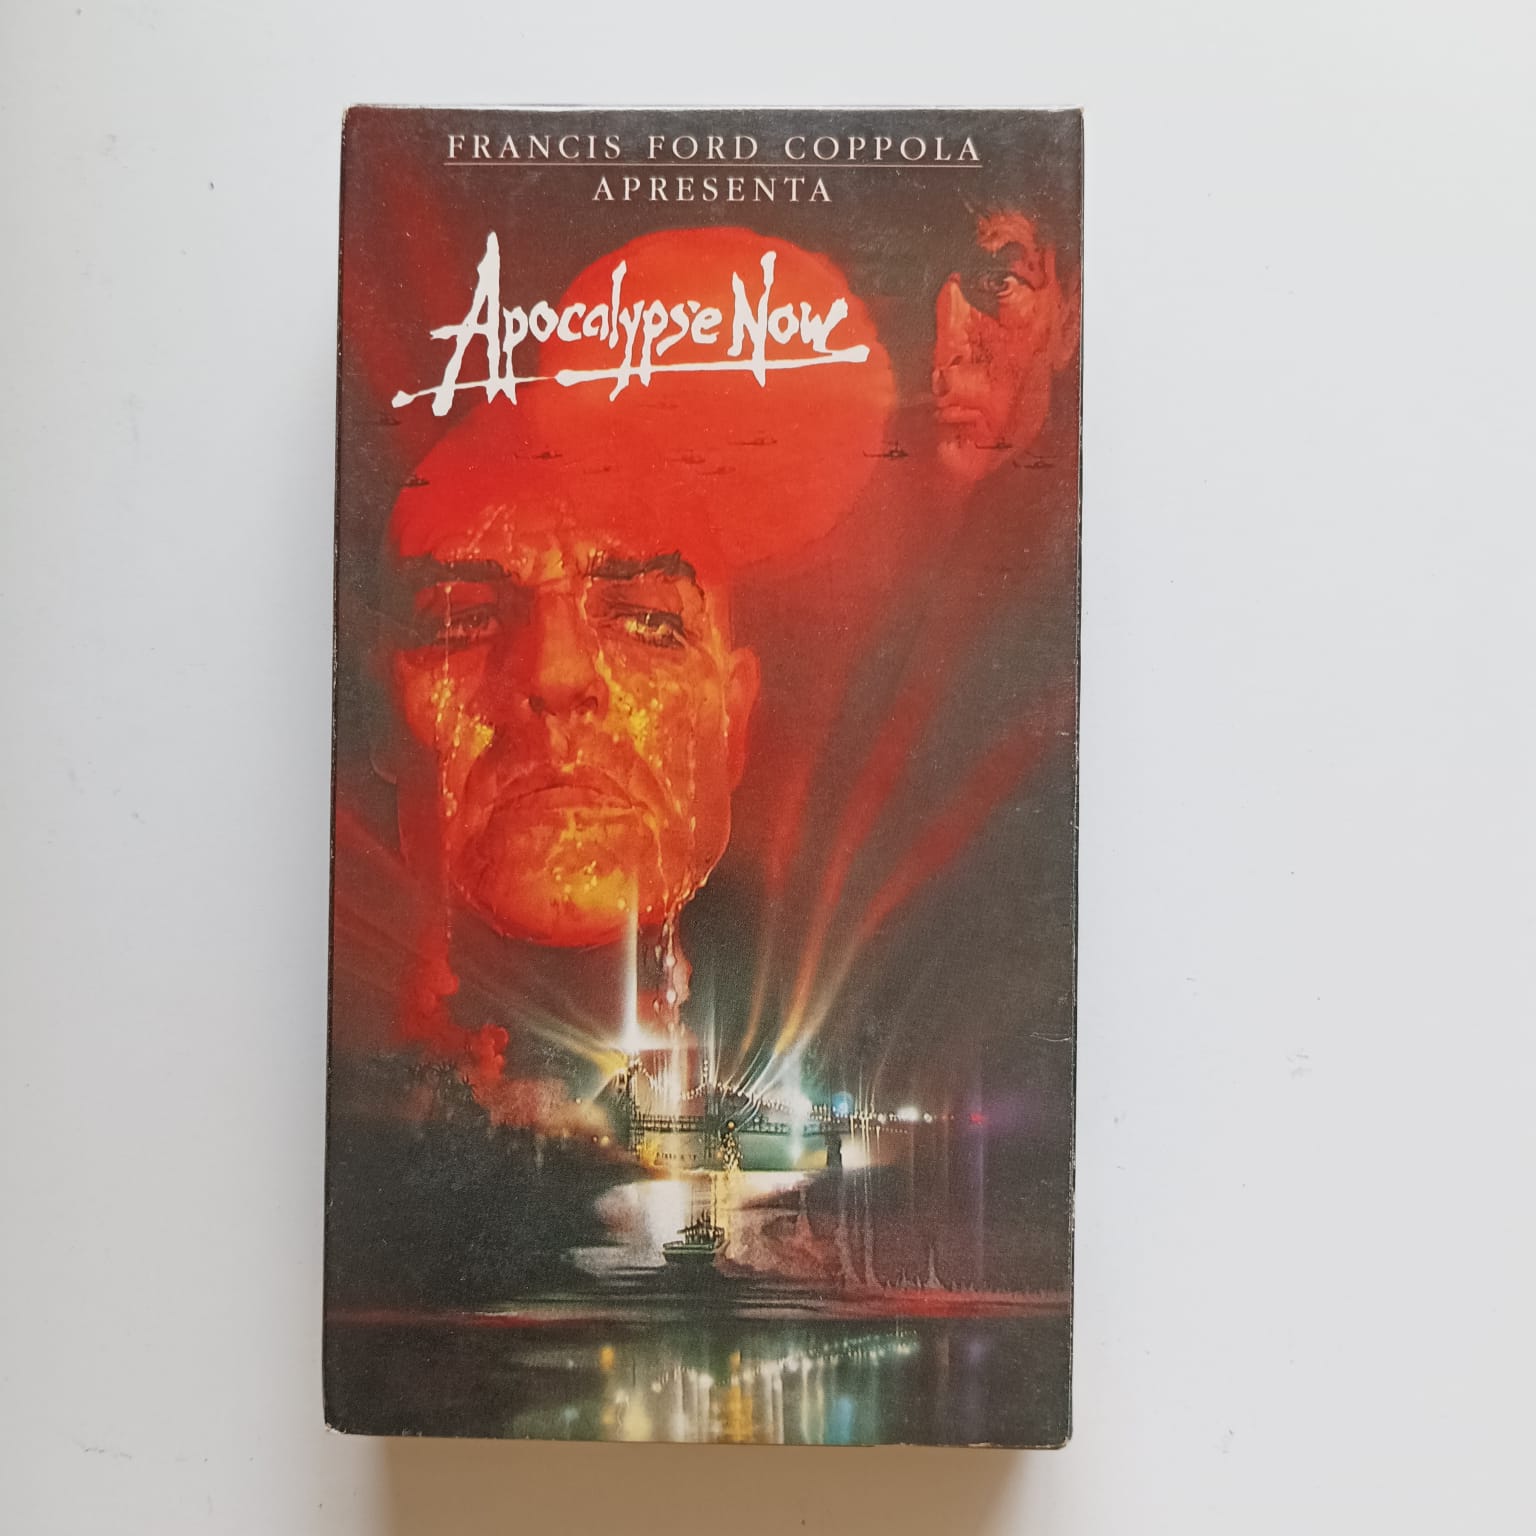 FRANCIS FORD COPPOLA
APRESENTA
Apocalypse Now